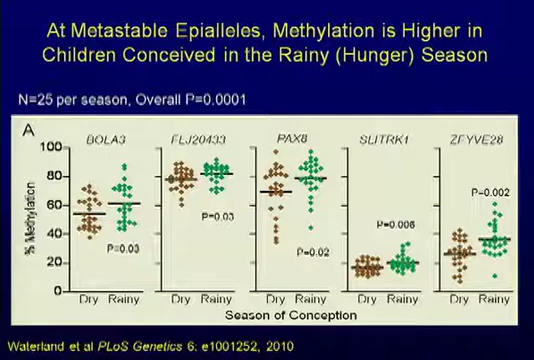 At Metastable Epialleles, Methylation is Higher in
Children Conceived in the Rainy (Hunger) Season
N=25 per season, Overall P=0.0001
A
BOLA3 FLJ20433 PAX8 SLITRK1 ZFYVE28
100
80
60
40
20
0
% Methylation
P=0.03
P=0.03
P=0.02
P=0.006
P=0.002
Dry Rainy Dry Rainy Dry Rainy Dry Rainy Dry Rainy
Season of Conception
Waterland et al PLoS Genetics 6: e1001252, 2010